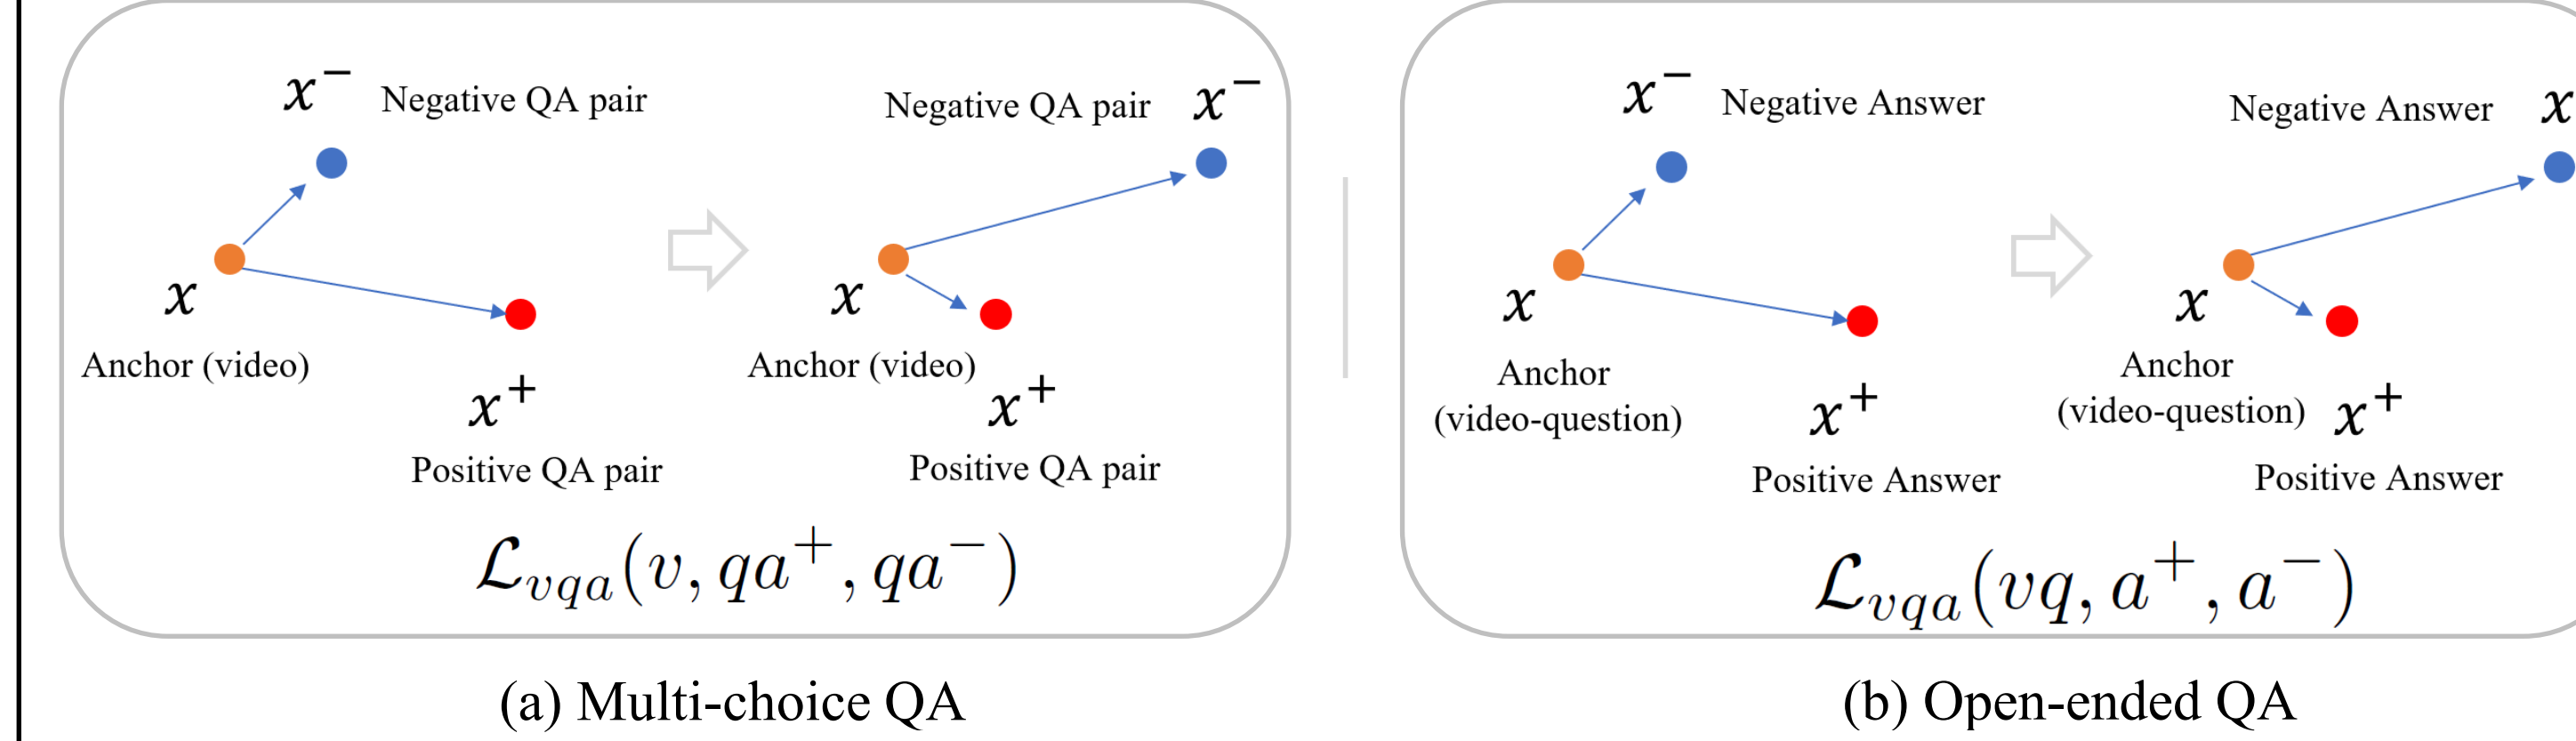 x⁻ Negative QA pair
x
Anchor (video)
x⁺
Positive QA pair
Negative QA pair x⁻
x
Anchor (video)
x⁺
Positive QA pair
ℒ_vqa(v, qa⁺, qa⁻)
(a) Multi-choice QA
x⁻ Negative Answer
x
Anchor
(video-question)
x⁺
Positive Answer
Negative Answer x
x
Anchor
(video-question)
x⁺
Positive Answer
ℒ_vqa(vq, a⁺, a⁻)
(b) Open-ended QA